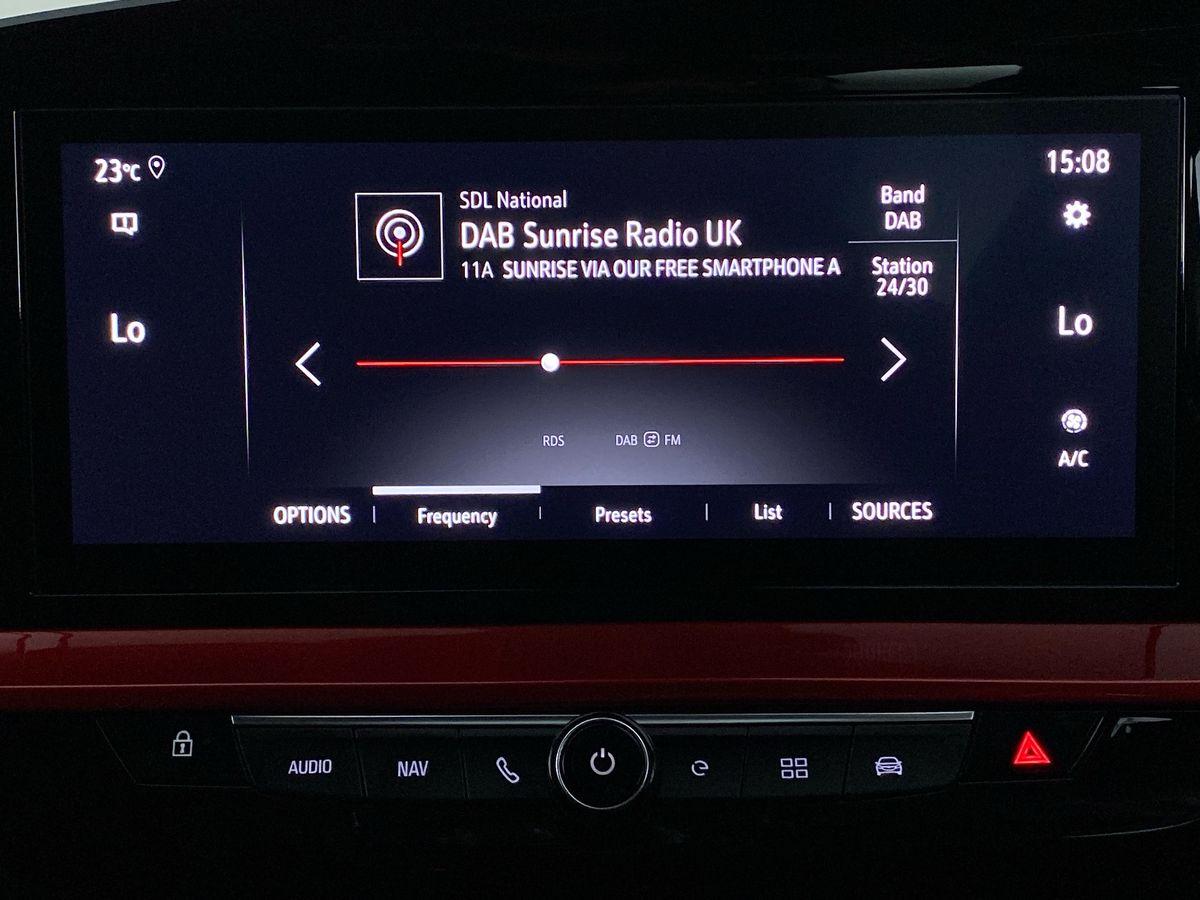 23°C
15:08
SDL National
DAB Sunrise Radio UK
11A SUNRISE VIA OUR FREE SMARTPHONE A
Band
DAB
Station
24/30
Lo
Lo
RDS
DAB FM
A/C
OPTIONS | Frequency | Presets | List | SOURCES
AUDIO
NAV